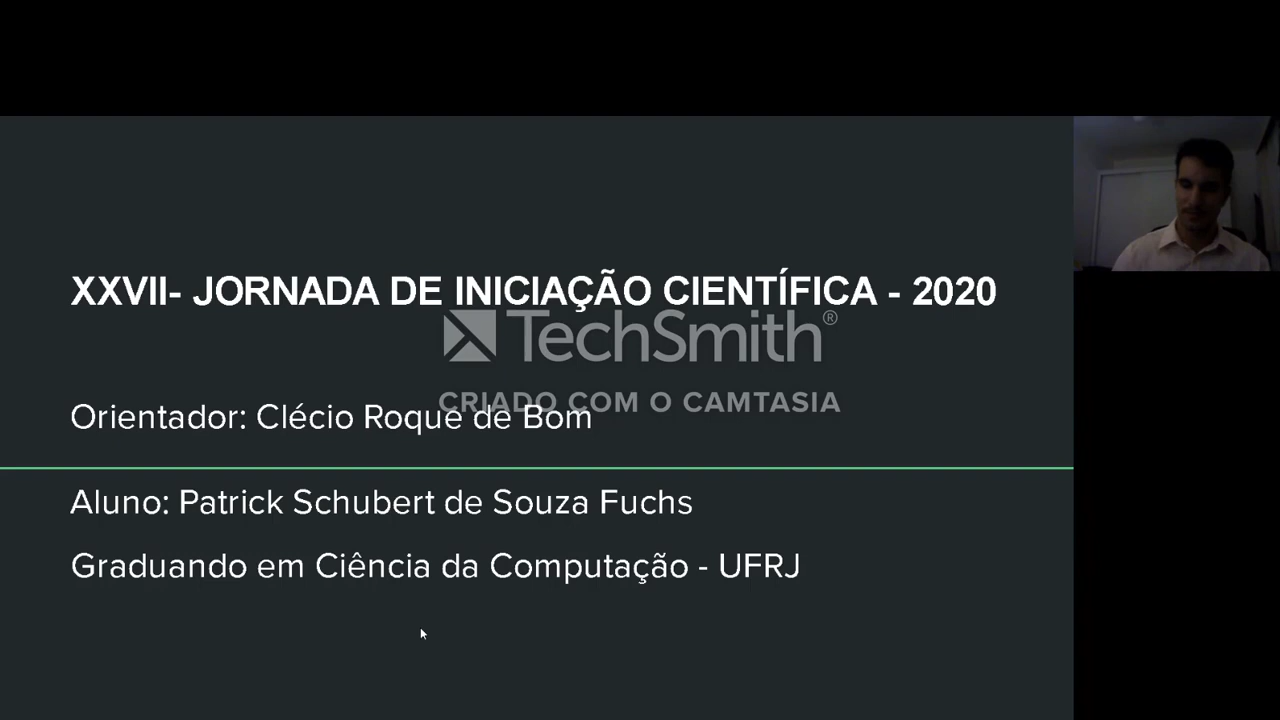 XXVII- JORNADA DE INICIAÇÃO CIENTÍFICA - 2020
TechSmith®
CRIADO COM O CAMTASIA
Orientador: Clécio Roque de Bom
Aluno: Patrick Schubert de Souza Fuchs
Graduando em Ciência da Computação - UFRJ